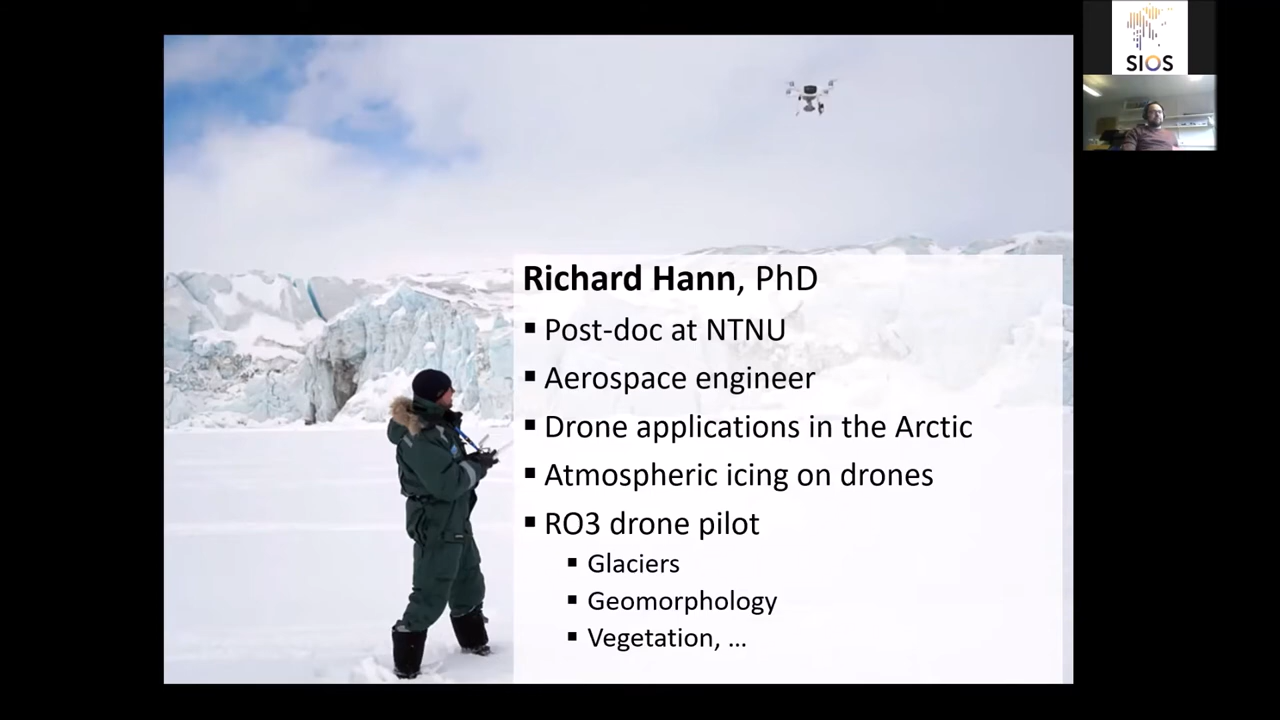 SIOS
Richard Hann, PhD
▪ Post-doc at NTNU
▪ Aerospace engineer
▪ Drone applications in the Arctic
▪ Atmospheric icing on drones
▪ RO3 drone pilot
▪ Glaciers
▪ Geomorphology
▪ Vegetation, ...